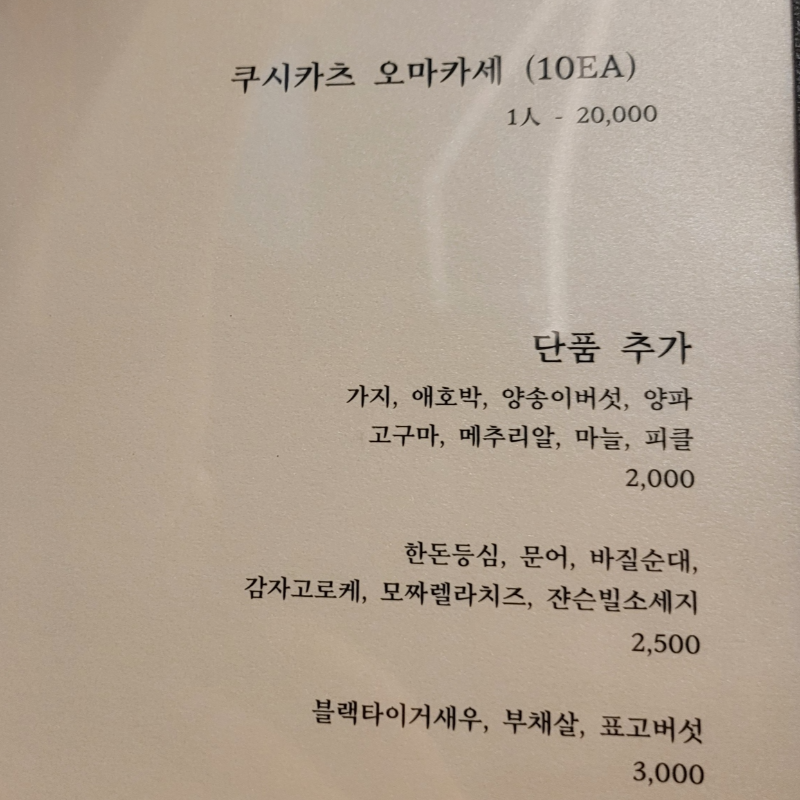 쿠시카츠 오마카세 (10EA)
1人 - 20,000
단품 추가
가지, 애호박, 양송이버섯, 양파
고구마, 메추리알, 마늘, 피클
2,000
한돈등심, 문어, 바질순대,
감자고로케, 모짜렐라치즈, 쟌슨빌소세지
2,500
블랙타이거새우, 부채살, 표고버섯
3,000